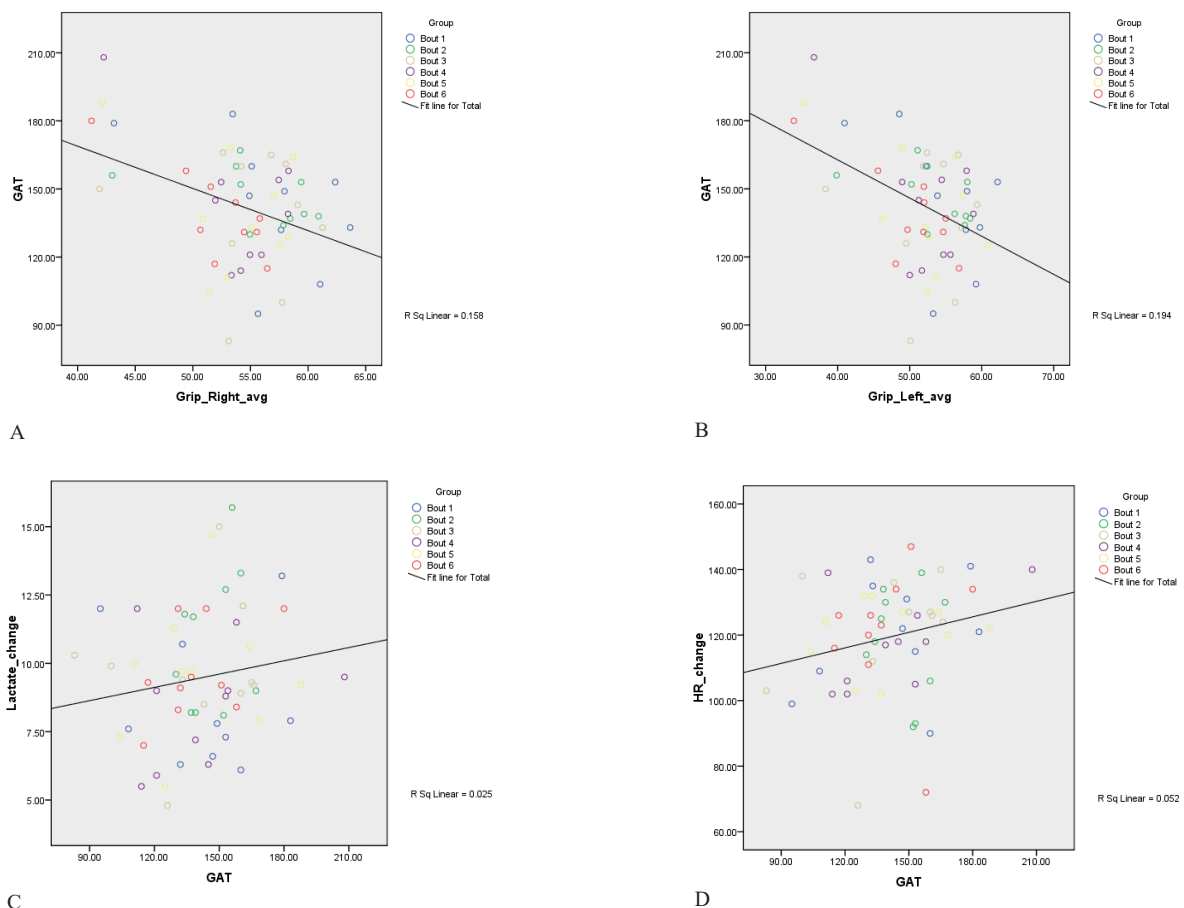 Group
Bout 1
Bout 2
Bout 3
Bout 4
Bout 5
Bout 6
Fit line for Total
210.00
180.00
150.00
120.00
90.00
GAT
R Sq Linear = 0.158
40.00 45.00 50.00 55.00 60.00 65.00
Grip_Right_avg
A
Group
Bout 1
Bout 2
Bout 3
Bout 4
Bout 5
Bout 6
Fit line for Total
210.00
180.00
150.00
120.00
90.00
GAT
R Sq Linear = 0.194
30.00 40.00 50.00 60.00 70.00
Grip_Left_avg
B
Group
Bout 1
Bout 2
Bout 3
Bout 4
Bout 5
Bout 6
Fit line for Total
15.00
12.50
10.00
7.50
5.00
Lactate_change
R Sq Linear = 0.025
90.00 120.00 150.00 180.00 210.00
GAT
C
Group
Bout 1
Bout 2
Bout 3
Bout 4
Bout 5
Bout 6
Fit line for Total
160.00
140.00
120.00
100.00
80.00
60.00
HR_change
R Sq Linear = 0.052
90.00 120.00 150.00 180.00 210.00
GAT
D